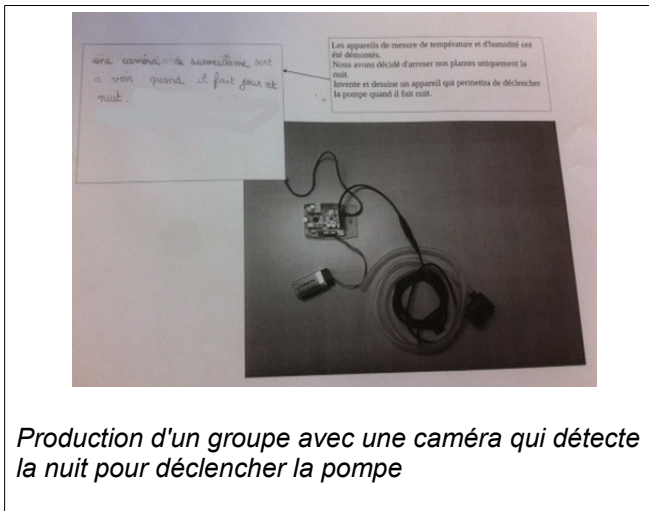 une caméra de surveillance sert
a voir quand il fait jour et
nuit.
Les appareils de mesure de température et d'humidité ont
été démontés.
Nous avons décidé d'arroser nos plantes uniquement la
nuit.
Invente et dessine un appareil qui permettra de déclencher
la pompe quand il fait nuit.
Production d'un groupe avec une caméra qui détecte
la nuit pour déclencher la pompe